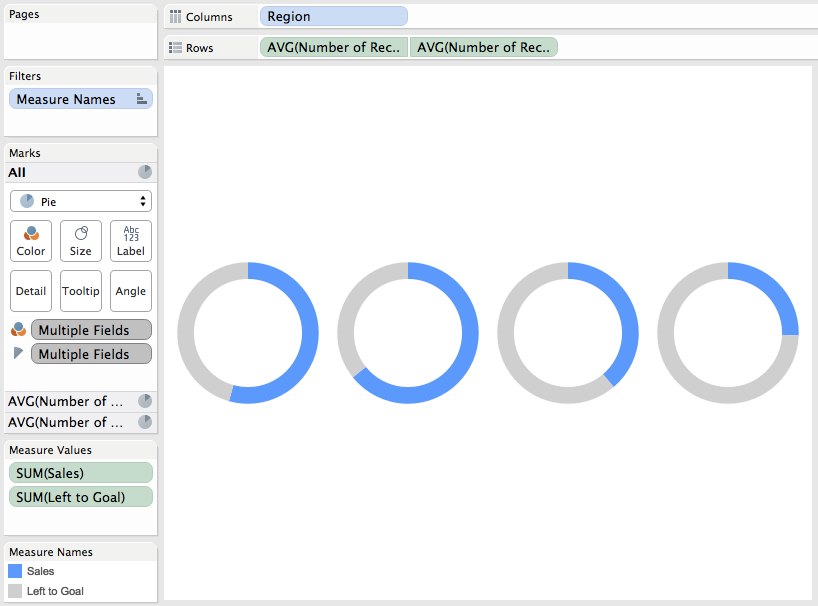 Pages
Columns
Region
Rows
AVG(Number of Rec..
AVG(Number of Rec..
Filters
Measure Names
Marks
All
Pie
Color
Size
Abc
123
Label
Detail
Tooltip
Angle
Multiple Fields
Multiple Fields
AVG(Number of ...
AVG(Number of ...
Measure Values
SUM(Sales)
SUM(Left to Goal)
Measure Names
Sales
Left to Goal